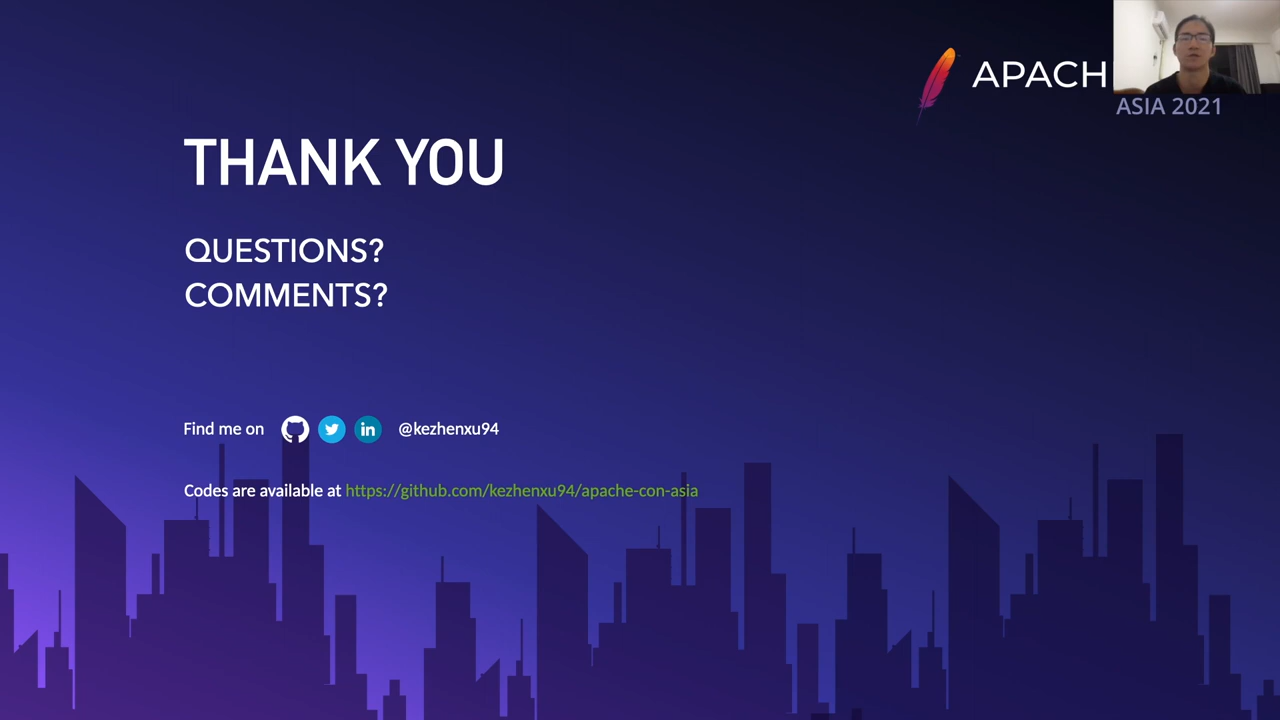 APACH
ASIA 2021
THANK YOU
QUESTIONS?
COMMENTS?
Find me on in @kezhenxu94
Codes are available at https://github.com/kezhenxu94/apache-con-asia